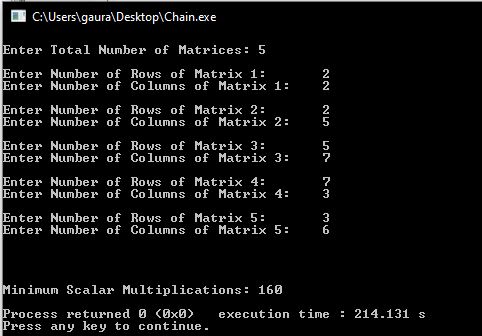 C:\Users\gaura\Desktop\Chain.exe
Enter Total Number of Matrices: 5
Enter Number of Rows of Matrix 1: 2
Enter Number of Columns of Matrix 1: 2
Enter Number of Rows of Matrix 2: 2
Enter Number of Columns of Matrix 2: 5
Enter Number of Rows of Matrix 3: 5
Enter Number of Columns of Matrix 3: 7
Enter Number of Rows of Matrix 4: 7
Enter Number of Columns of Matrix 4: 3
Enter Number of Rows of Matrix 5: 3
Enter Number of Columns of Matrix 5: 6
Minimum Scalar Multiplications: 160
Process returned 0 (0x0) execution time : 214.131 s
Press any key to continue.